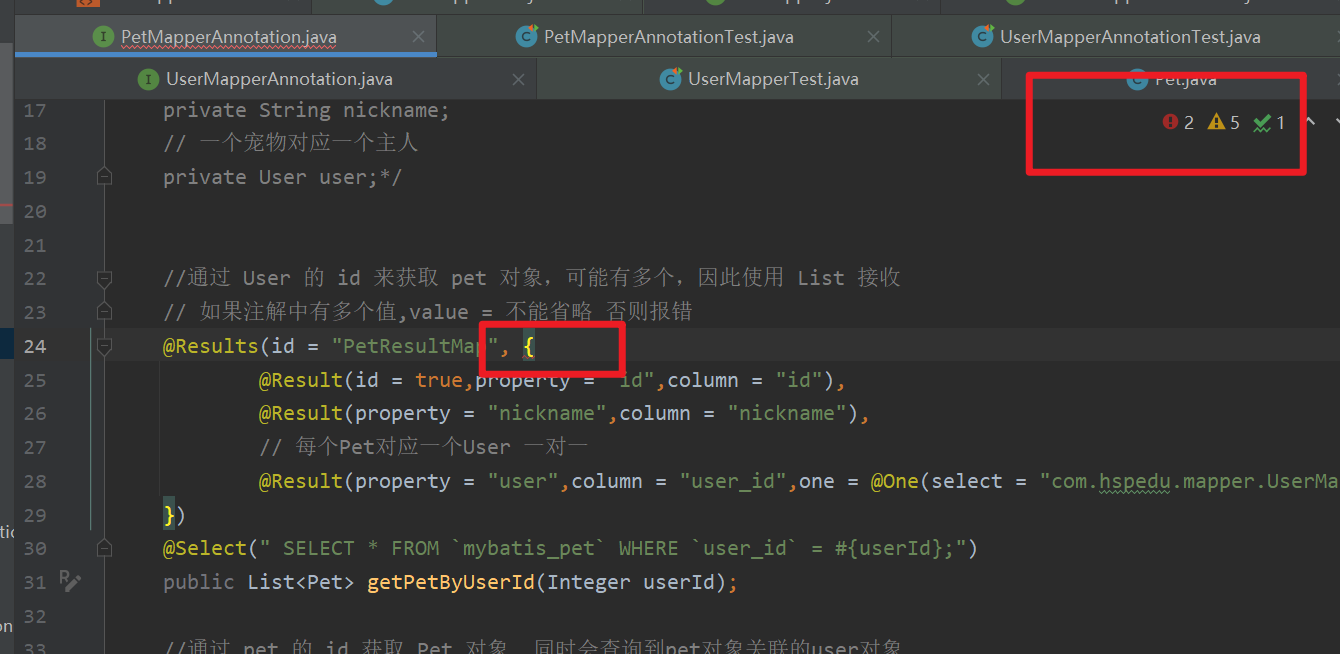 PetMapperAnnotation.java
PetMapperAnnotationTest.java
UserMapperAnnotationTest.java
UserMapperAnnotation.java
UserMapperTest.java
Pet.java
2 5 1
17 private String nickname;
18 // 一个宠物对应一个主人
19 private User user;*/
20
21
22 //通过 User 的 id 来获取 pet 对象，可能有多个，因此使用 List 接收
23 // 如果注解中有多个值,value = 不能省略 否则报错
24 @Results(id = "PetResultMap", {
25 @Result(id = true,property = "id",column = "id"),
26 @Result(property = "nickname",column = "nickname"),
27 // 每个Pet对应一个User 一对一
28 @Result(property = "user",column = "user_id",one = @One(select = "com.hspedu.mapper.UserMa
29 })
30 @Select(" SELECT * FROM `mybatis_pet` WHERE `user_id` = #{userId};")
31 public List<Pet> getPetByUserId(Integer userId);
32
33 //通过 pet 的 id 获取 Pet 对象，同时会查询到pet对象关联的user对象